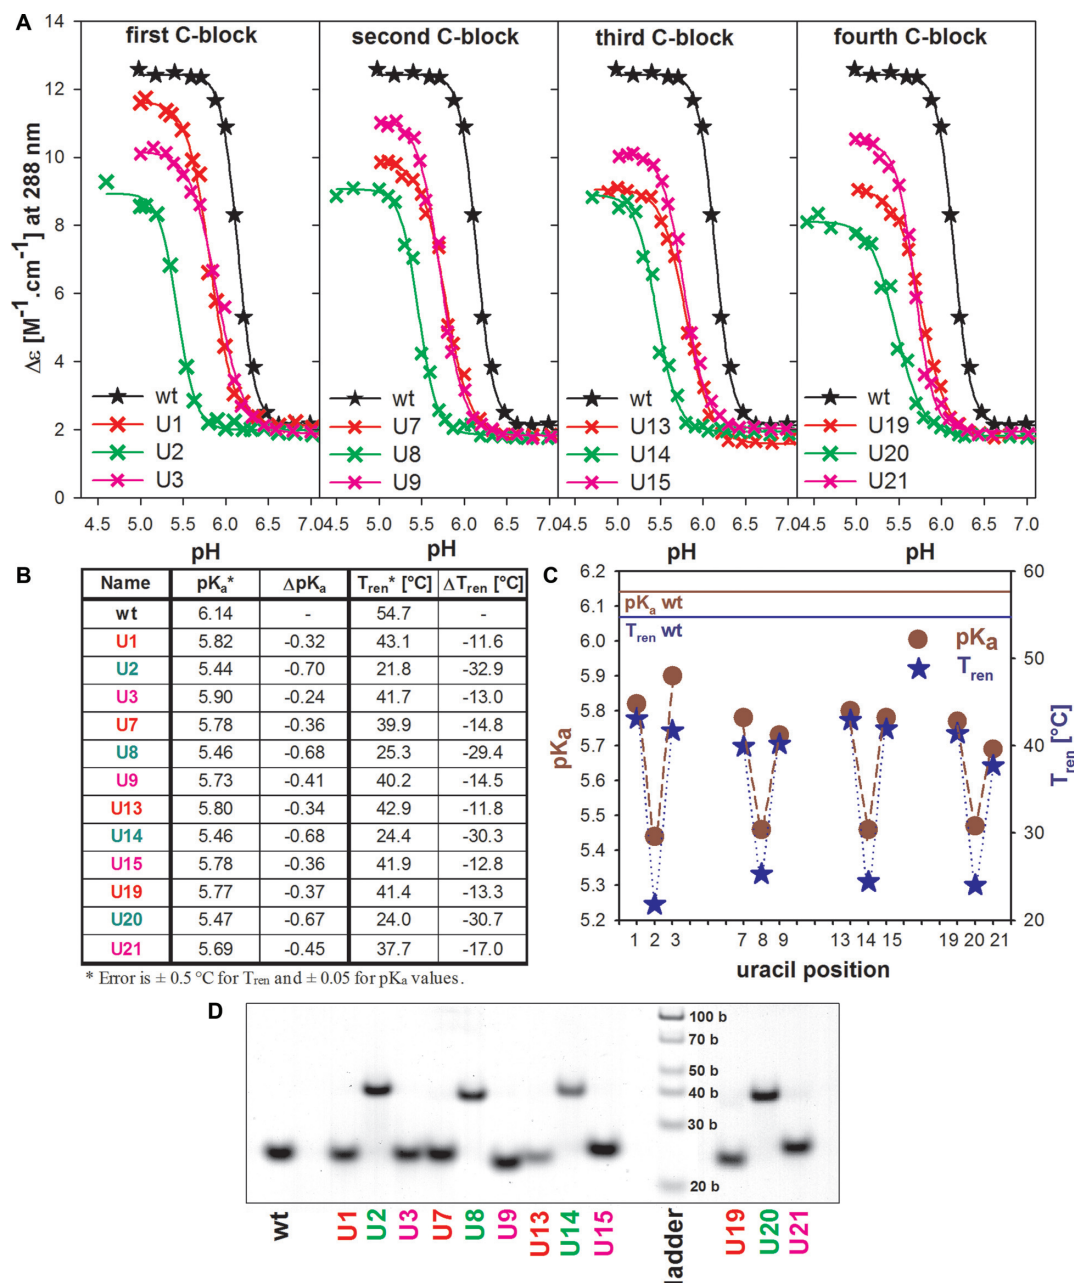 A
first C-block
second C-block
third C-block
fourth C-block
Δε [M⁻¹.cm⁻¹] at 288 nm
14
12
10
8
6
4
2
0
wt
U1
U2
U3
wt
U7
U8
U9
wt
U13
U14
U15
wt
U19
U20
U21
4.5 5.0 5.5 6.0 6.5 7.0
4.5 5.0 5.5 6.0 6.5 7.0
4.5 5.0 5.5 6.0 6.5 7.0
4.5 5.0 5.5 6.0 6.5 7.0
pH
pH
pH
pH
B
Name pKa* ΔpKa Tren* [°C] ΔTren [°C]
wt 6.14 - 54.7 -
U1 5.82 -0.32 43.1 -11.6
U2 5.44 -0.70 21.8 -32.9
U3 5.90 -0.24 41.7 -13.0
U7 5.78 -0.36 39.9 -14.8
U8 5.46 -0.68 25.3 -29.4
U9 5.73 -0.41 40.2 -14.5
U13 5.80 -0.34 42.9 -11.8
U14 5.46 -0.68 24.4 -30.3
U15 5.78 -0.36 41.9 -12.8
U19 5.77 -0.37 41.4 -13.3
U20 5.47 -0.67 24.0 -30.7
U21 5.69 -0.45 37.7 -17.0
* Error is ± 0.5 °C for Tren and ± 0.05 for pKa values.
C
pKa
6.2
6.1
6.0
5.9
5.8
5.7
5.6
5.5
5.4
5.3
5.2
pKa wt
Tren wt
pKa
Tren
60
50
40
30
20
Tren [°C]
1 2 3 7 8 9 13 14 15 19 20 21
uracil position
D
100 b
70 b
50 b
40 b
30 b
20 b
wt U1 U2 U3 U7 U8 U9 U13 U14 U15 ladder U19 U20 U21